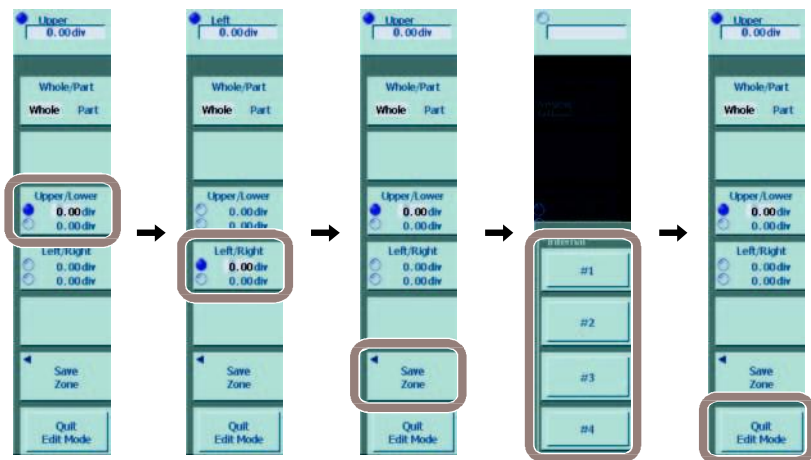 Upper
0.00div
Whole/Part
Whole Part
Upper/Lower
0.00div
0.00div
Left/Right
0.00div
0.00div
Save
Zone
Quit
Edit Mode
Left
0.00div
Whole/Part
Whole Part
Upper/Lower
0.00div
0.00div
Left/Right
0.00div
0.00div
Save
Zone
Quit
Edit Mode
Upper
0.00div
Whole/Part
Whole Part
Upper/Lower
0.00div
0.00div
Left/Right
0.00div
0.00div
Save
Zone
Quit
Edit Mode
Internal
#1
#2
#3
#4
Upper
0.00div
Whole/Part
Whole Part
Upper/Lower
0.00div
0.00div
Left/Right
0.00div
0.00div
Save
Zone
Quit
Edit Mode